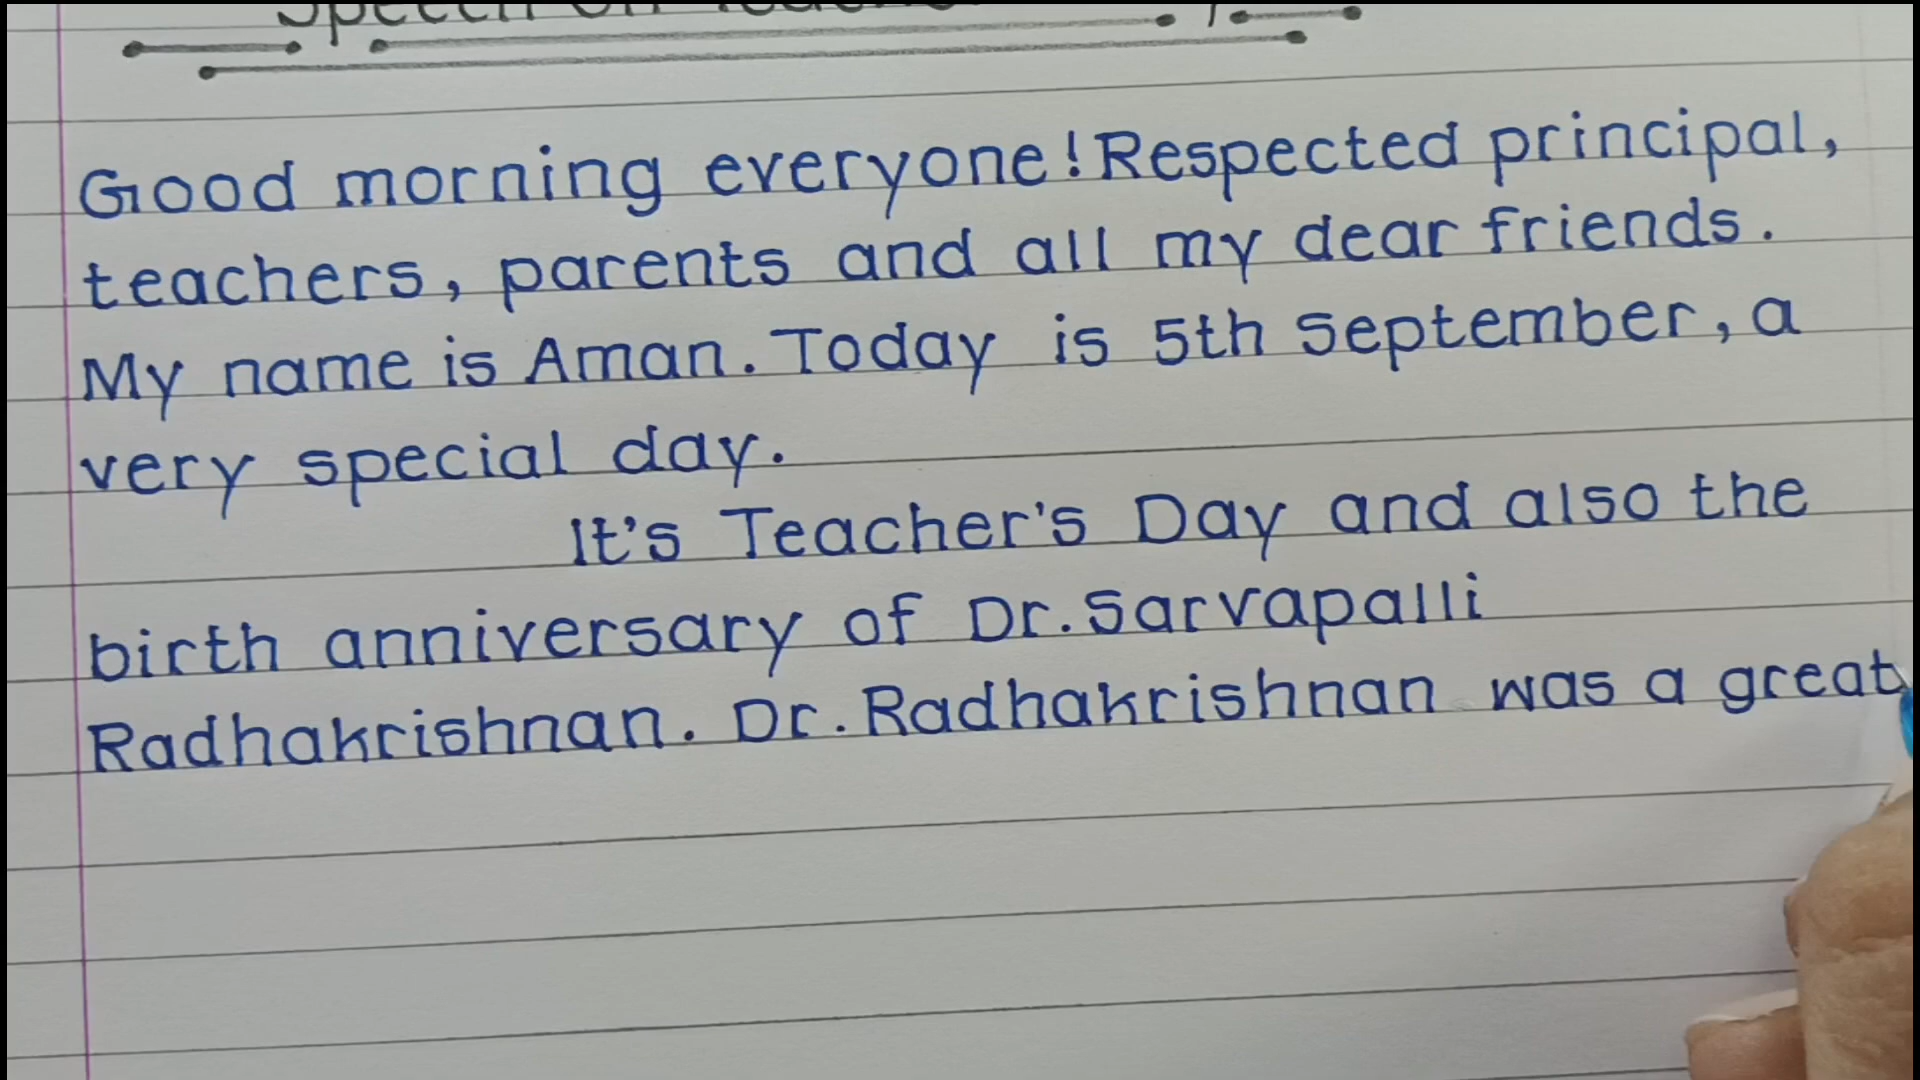 Speech on
Good morning everyone! Respected principal,
teachers, parents and all my dear friends.
My name is Aman. Today is 5th September, a
very special day.
It's Teacher's Day and also the
birth anniversary of Dr. Sarvapalli
Radhakrishnan. Dr. Radhakrishnan was a great